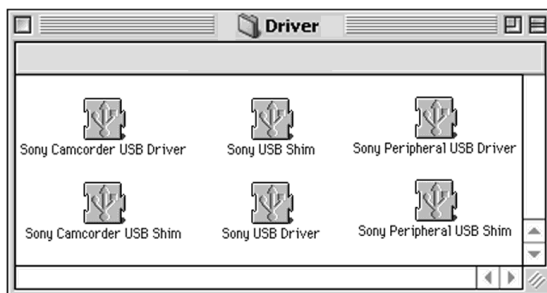 Driver
Sony Camcorder USB Driver
Sony USB Shim
Sony Peripheral USB Driver
Sony Camcorder USB Shim
Sony USB Driver
Sony Peripheral USB Shim